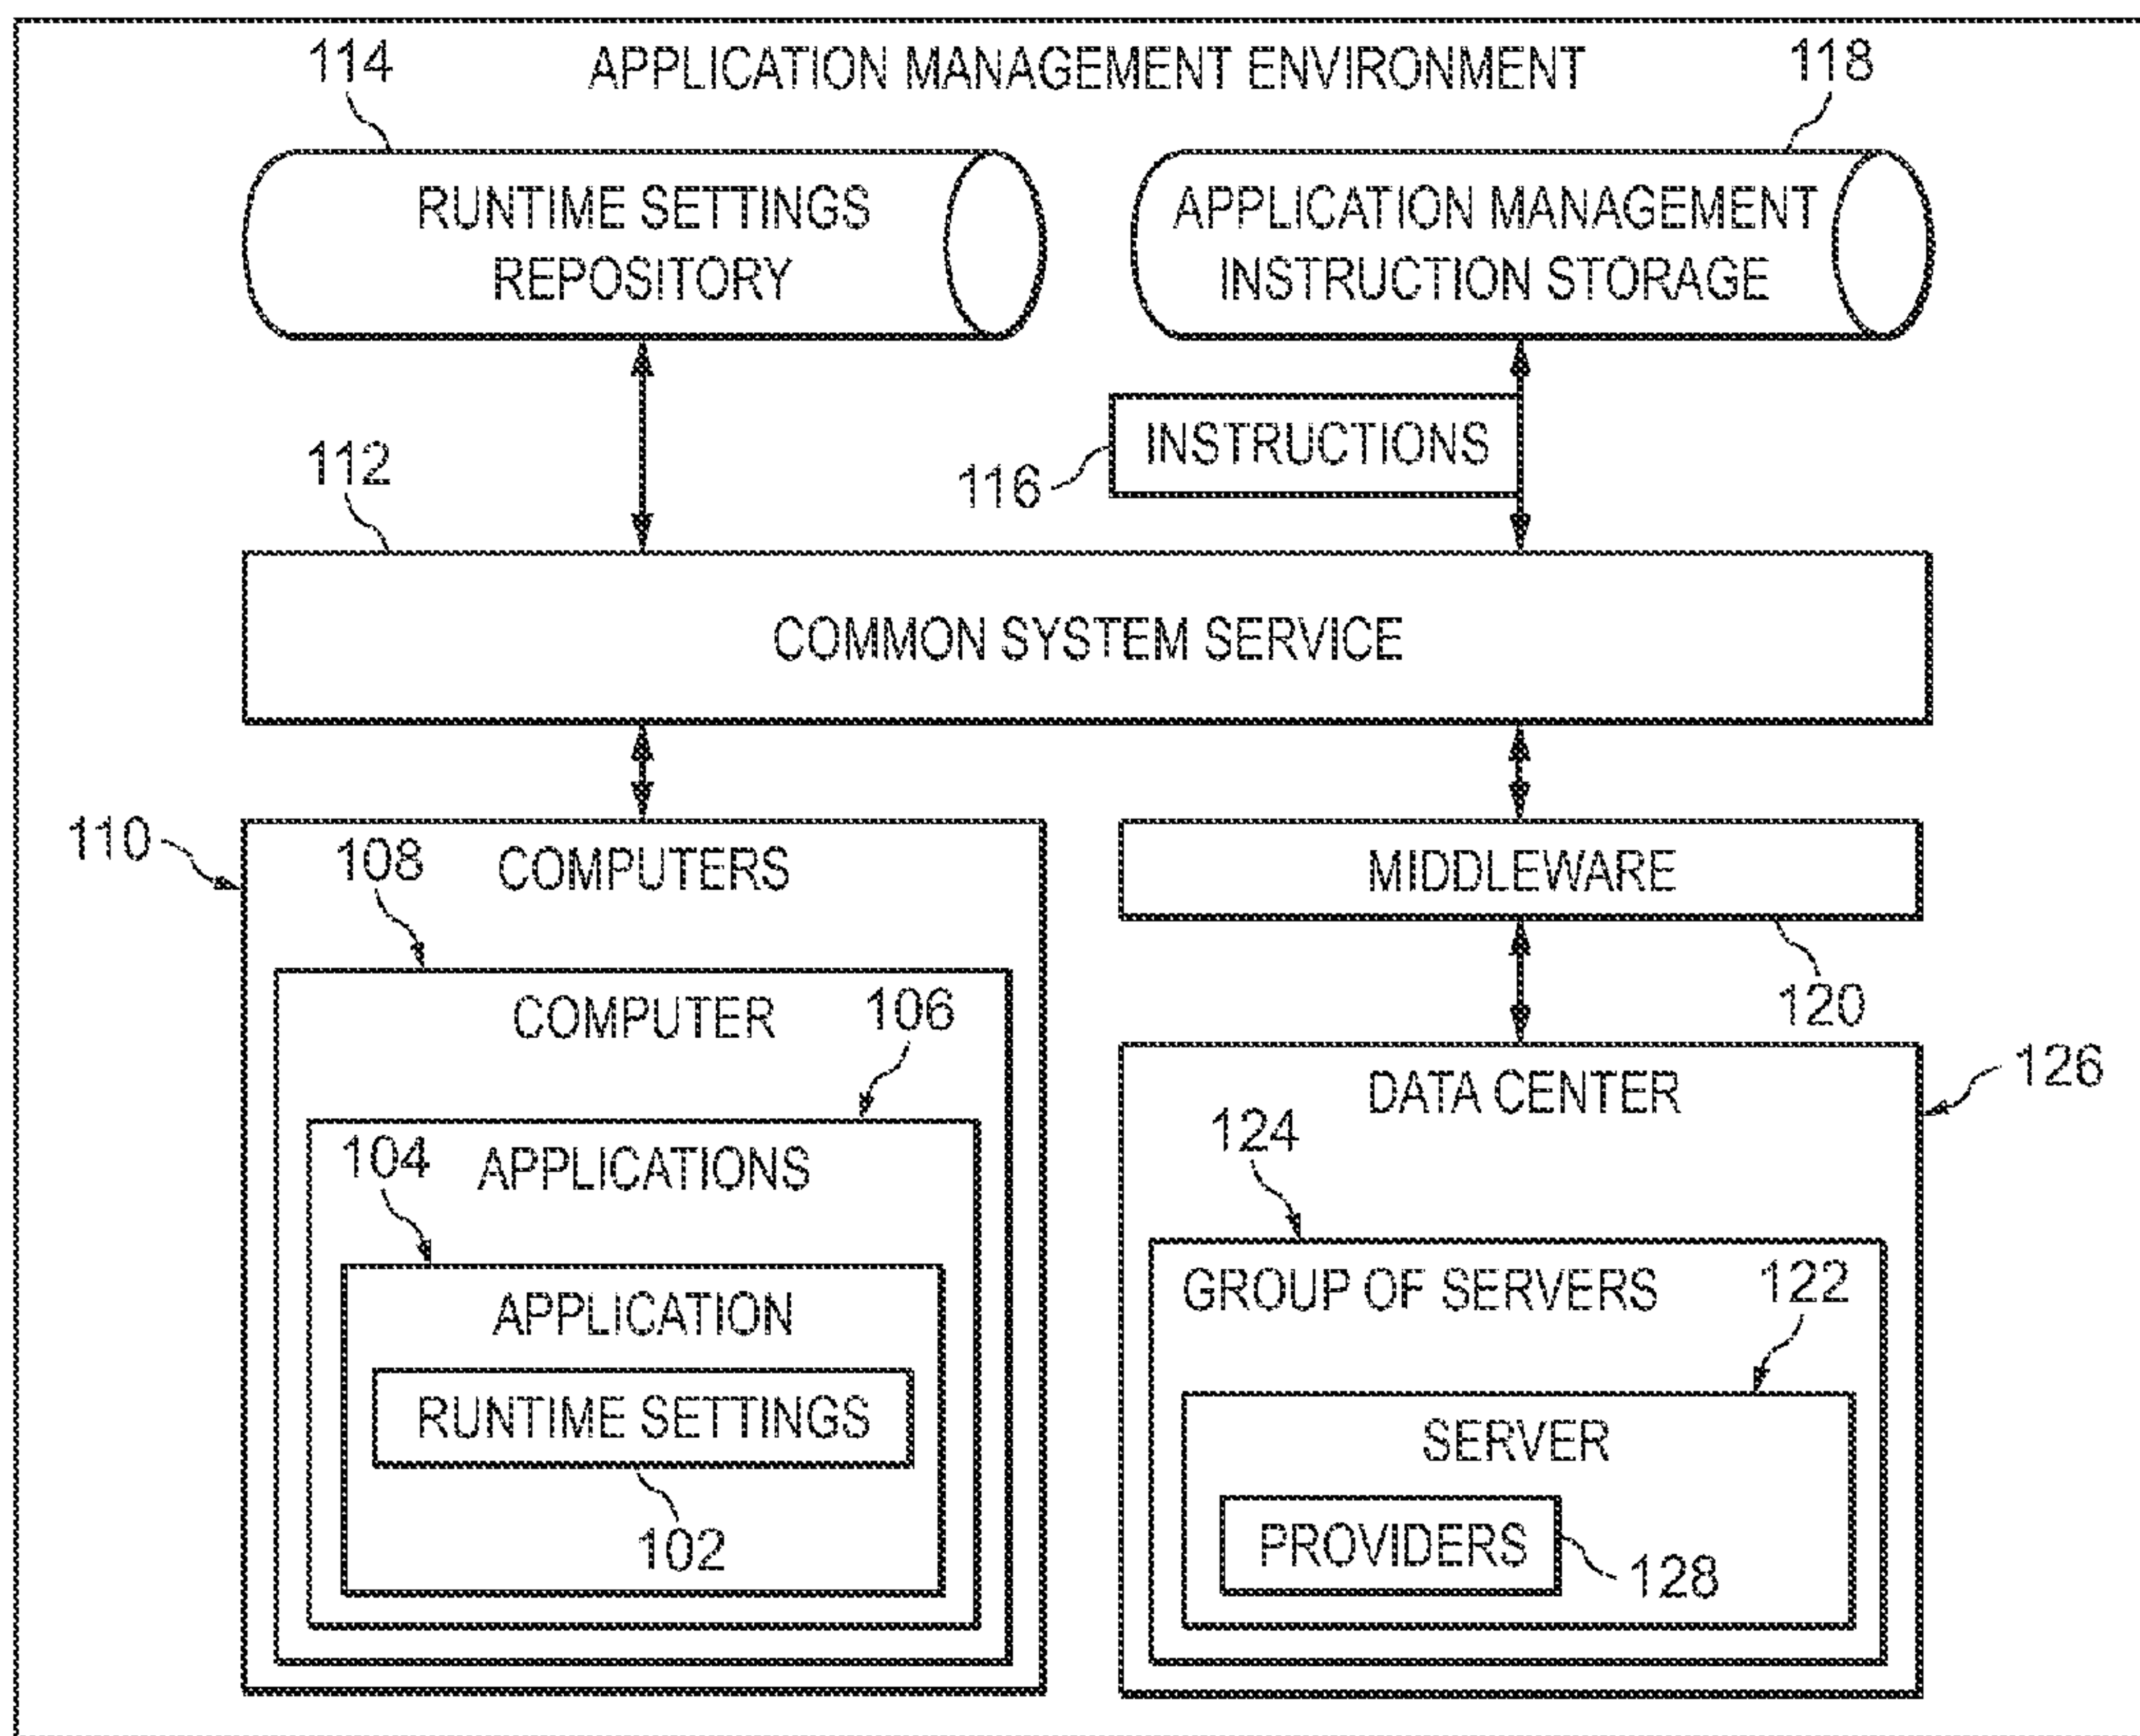 114
APPLICATION MANAGEMENT ENVIRONMENT
118
RUNTIME SETTINGS
REPOSITORY
APPLICATION MANAGEMENT
INSTRUCTION STORAGE
INSTRUCTIONS
116
112
COMMON SYSTEM SERVICE
110
108
COMPUTERS
MIDDLEWARE
120
COMPUTER
106
DATA CENTER
126
104
APPLICATIONS
124
GROUP OF SERVERS
122
APPLICATION
RUNTIME SETTINGS
102
SERVER
PROVIDERS
128